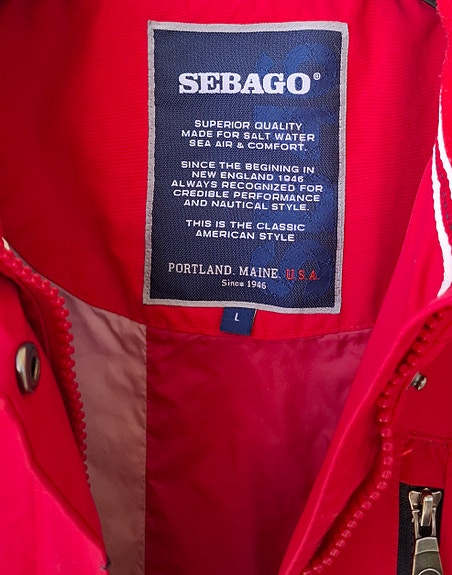 SEBAGO®
SUPERIOR QUALITY
MADE FOR SALT WATER
SEA AIR & COMFORT.
SINCE THE BEGINING IN
NEW ENGLAND 1946
ALWAYS RECOGNIZED FOR
CREDIBLE PERFORMANCE
AND NAUTICAL STYLE.
THIS IS THE CLASSIC
AMERICAN STYLE
PORTLAND. MAINE. U.S.A.
Since 1946
L